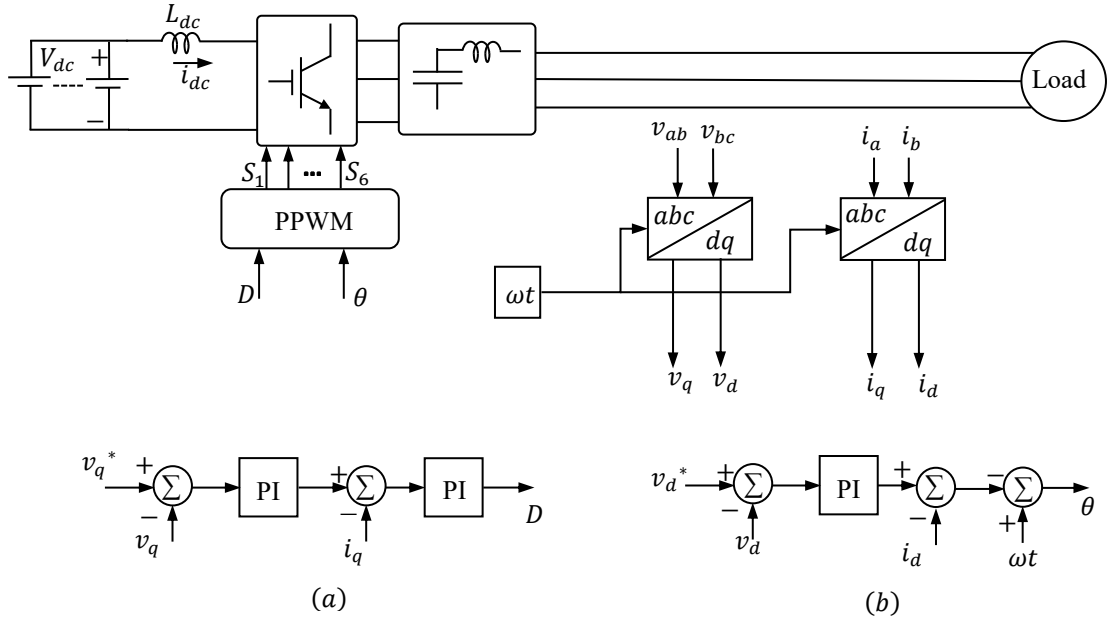 L_dc
V_dc
+
−
i_dc
Load
S_1
...
S_6
PPWM
D
θ
v_ab
v_bc
i_a
i_b
abc
dq
abc
dq
ωt
v_q
v_d
i_q
i_d
v_q*
+
−
v_q
Σ
PI
+
−
i_q
Σ
PI
D
v_d*
+
−
v_d
Σ
PI
+
−
i_d
Σ
−
+
ωt
Σ
θ
(a)
(b)